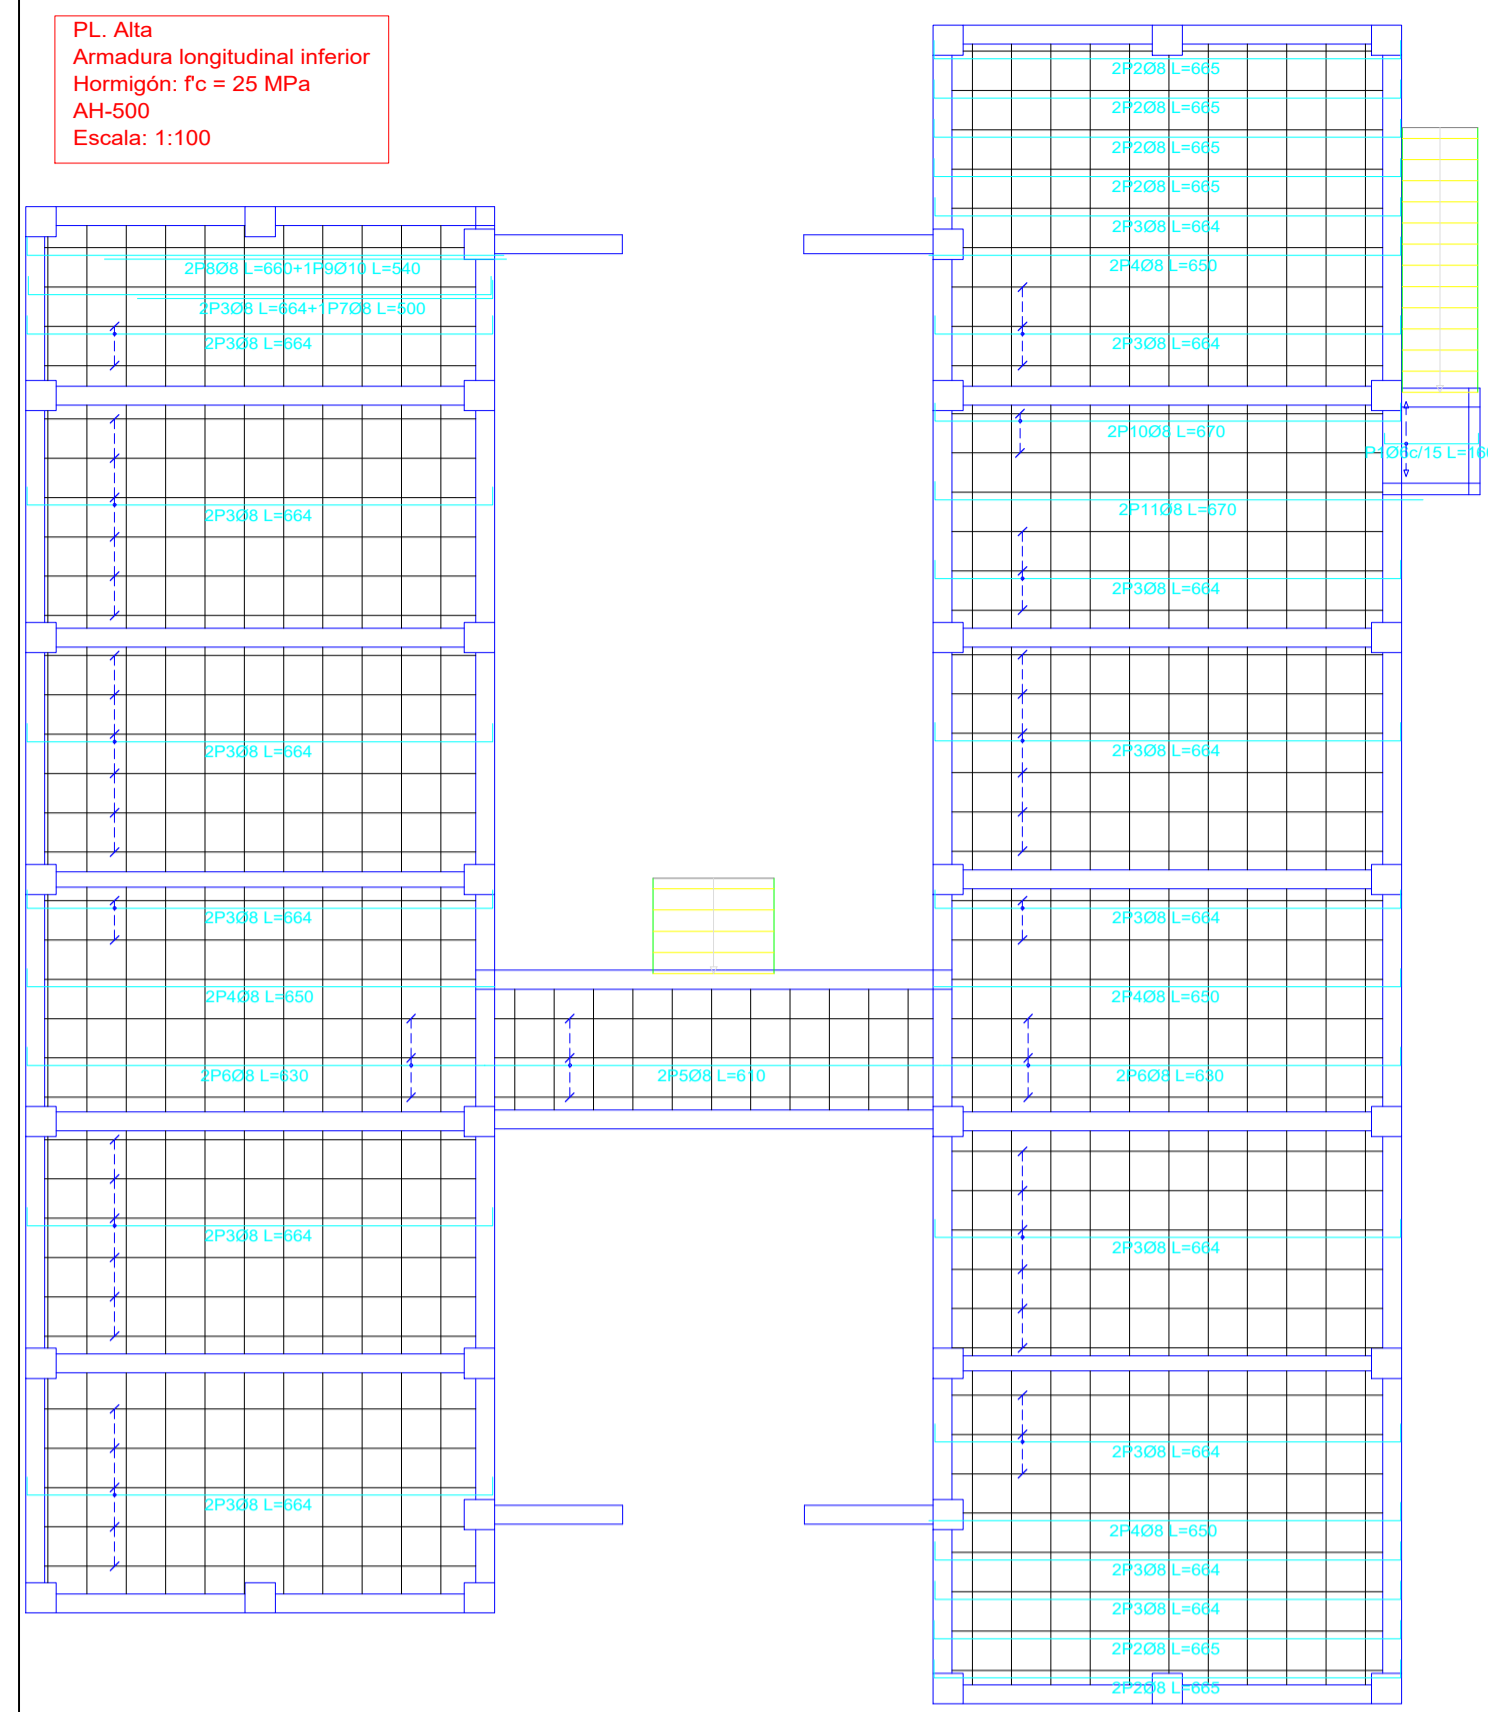 PL. Alta
Armadura longitudinal inferior
Hormigón: f'c = 25 MPa
AH-500
Escala: 1:100
2P8Ø8 L=660+1P9Ø10 L=540
2P3Ø8 L=664+1P7Ø8 L=500
2P3Ø8 L=664
2P3Ø8 L=664
2P3Ø8 L=664
2P3Ø8 L=664
2P4Ø8 L=650
2P6Ø8 L=630
2P3Ø8 L=664
2P3Ø8 L=664
2P5Ø8 L=610
2P2Ø8 L=665
2P2Ø8 L=665
2P2Ø8 L=665
2P2Ø8 L=665
2P3Ø8 L=664
2P4Ø8 L=650
2P3Ø8 L=664
2P10Ø8 L=670
P1Ø6c/15 L=160
2P11Ø8 L=670
2P3Ø8 L=664
2P3Ø8 L=664
2P3Ø8 L=664
2P4Ø8 L=650
2P6Ø8 L=630
2P3Ø8 L=664
2P3Ø8 L=664
2P4Ø8 L=650
2P3Ø8 L=664
2P3Ø8 L=664
2P2Ø8 L=665
2P2Ø8 L=665